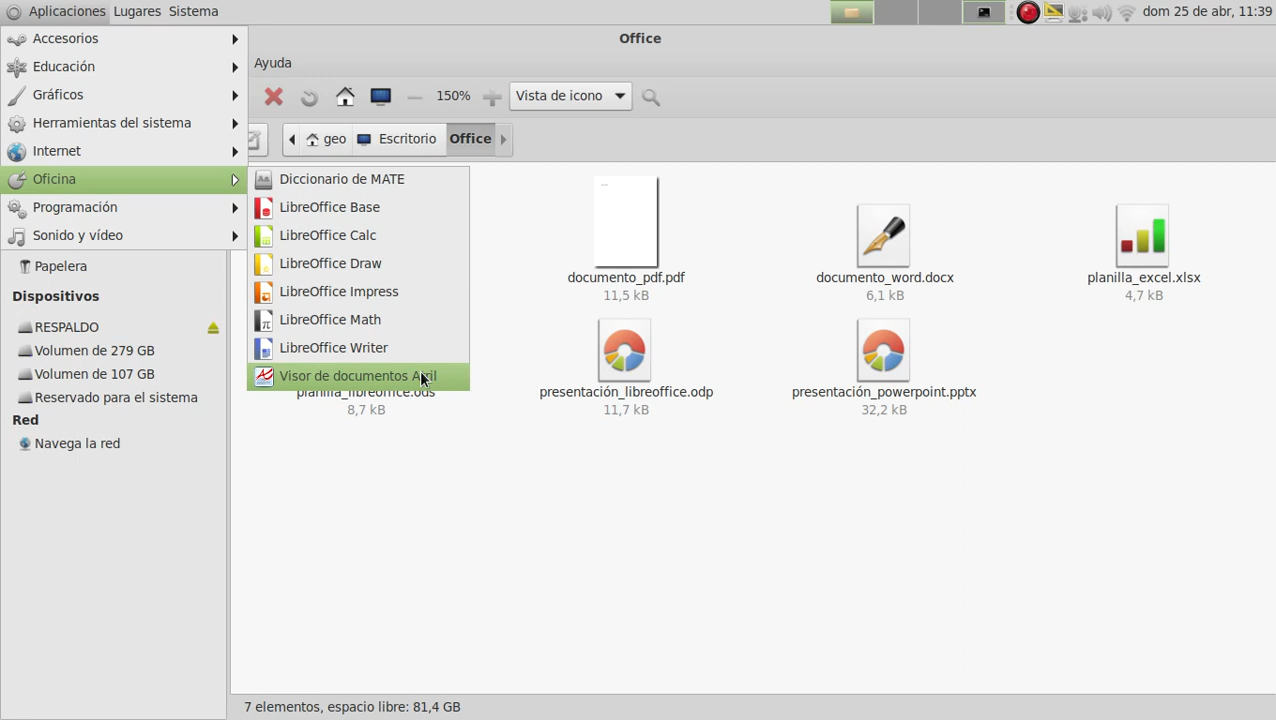 Aplicaciones Lugares Sistema
dom 25 de abr, 11:39
Office
Ayuda
150%
Vista de icono
geo
Escritorio
Office
Accesorios
Educación
Gráficos
Herramientas del sistema
Internet
Oficina
Programación
Sonido y vídeo
Diccionario de MATE
LibreOffice Base
LibreOffice Calc
LibreOffice Draw
LibreOffice Impress
LibreOffice Math
LibreOffice Writer
Visor de documentos Atril
Papelera
Dispositivos
RESPALDO
Volumen de 279 GB
Volumen de 107 GB
Reservado para el sistema
Red
Navega la red
documento_pdf.pdf
11,5 kB
documento_word.docx
6,1 kB
planilla_excel.xlsx
4,7 kB
planilla_libreoffice.ods
8,7 kB
presentación_libreoffice.odp
11,7 kB
presentación_powerpoint.pptx
32,2 kB
7 elementos, espacio libre: 81,4 GB